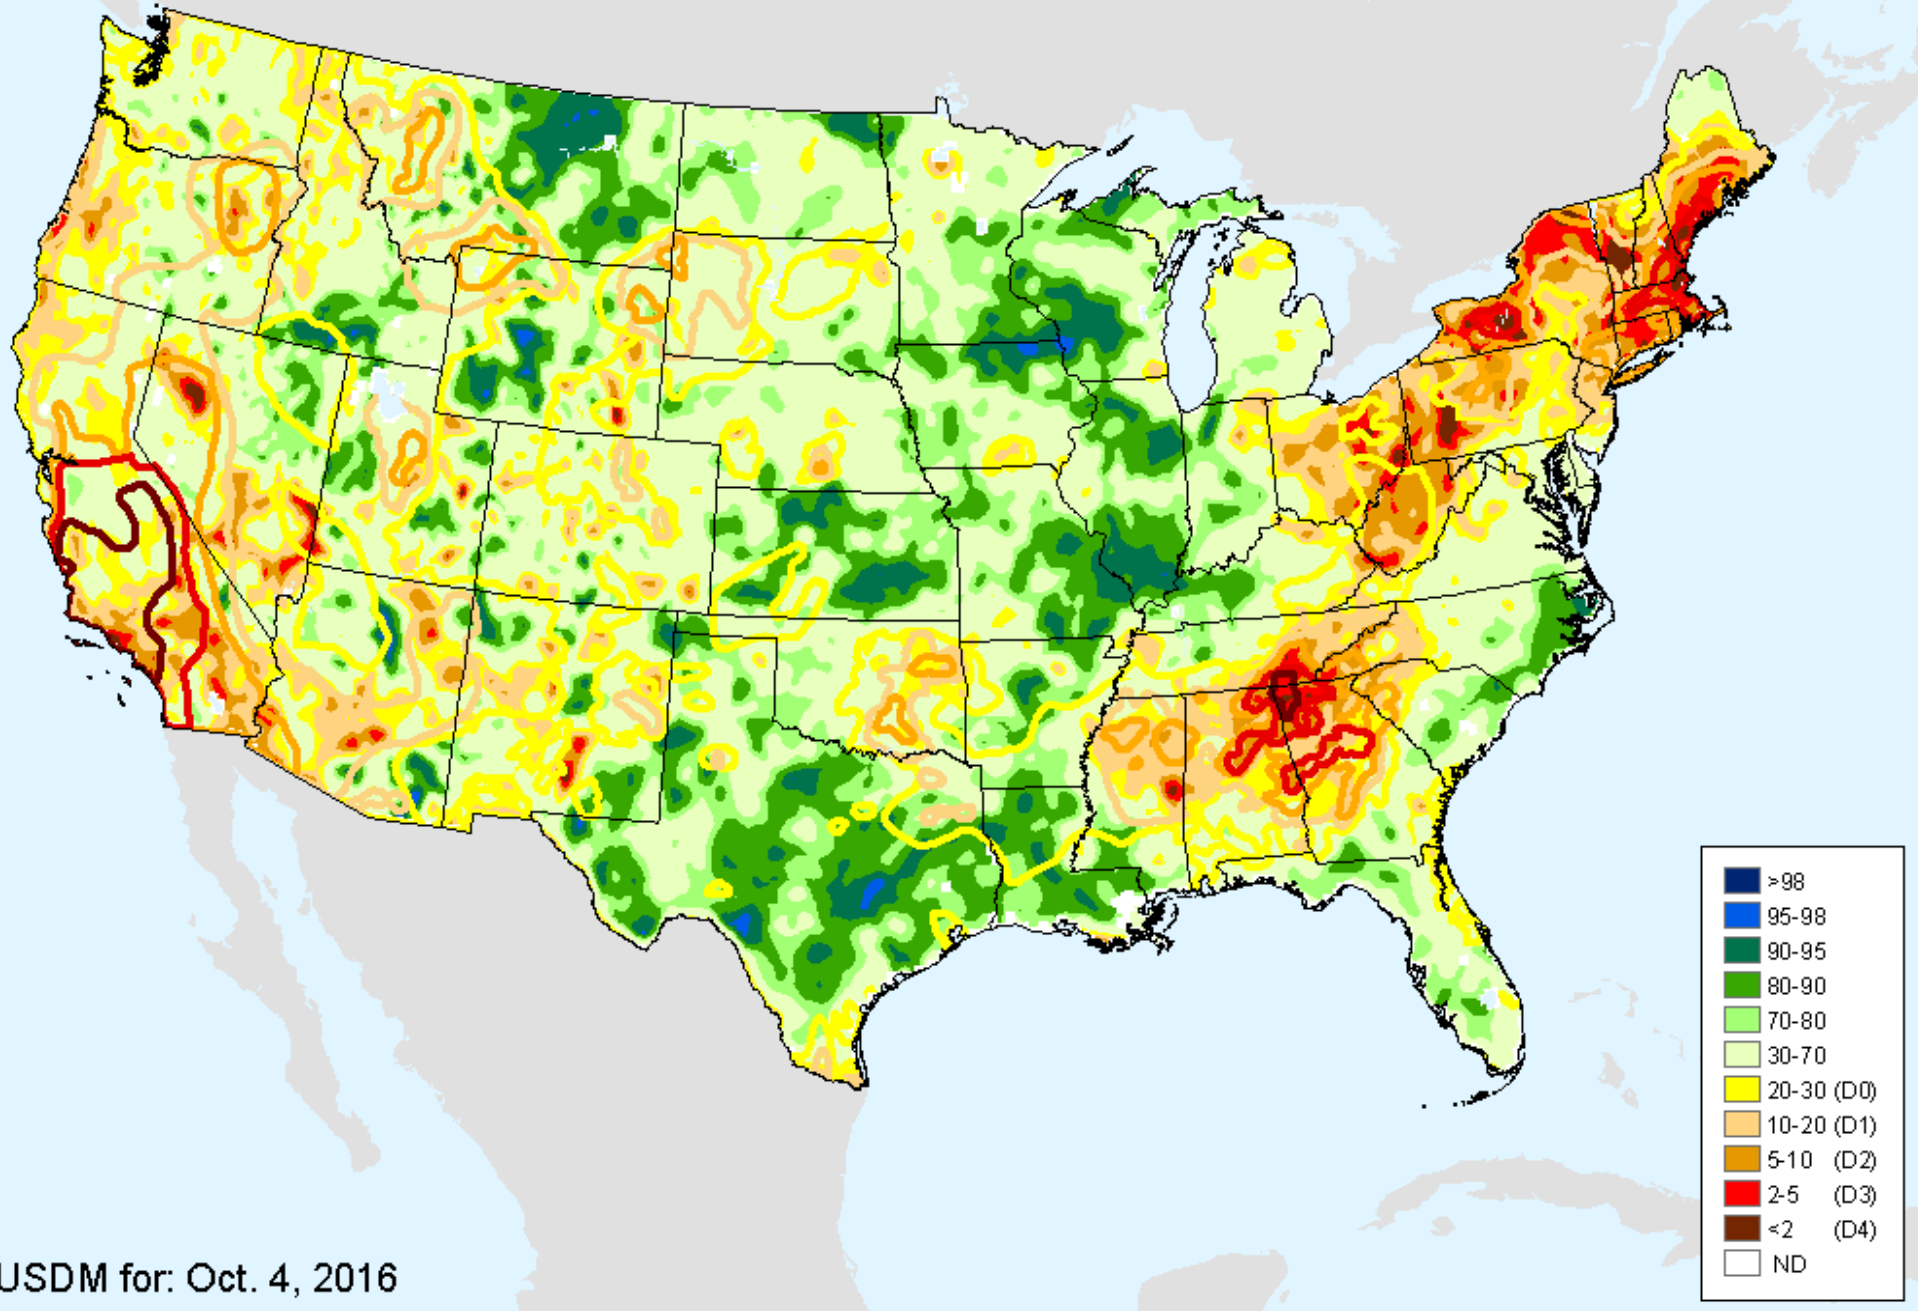 >98
95-98
90-95
80-90
70-80
30-70
20-30 (D0)
10-20 (D1)
5-10 (D2)
2-5 (D3)
<2 (D4)
ND
USDM for: Oct. 4, 2016